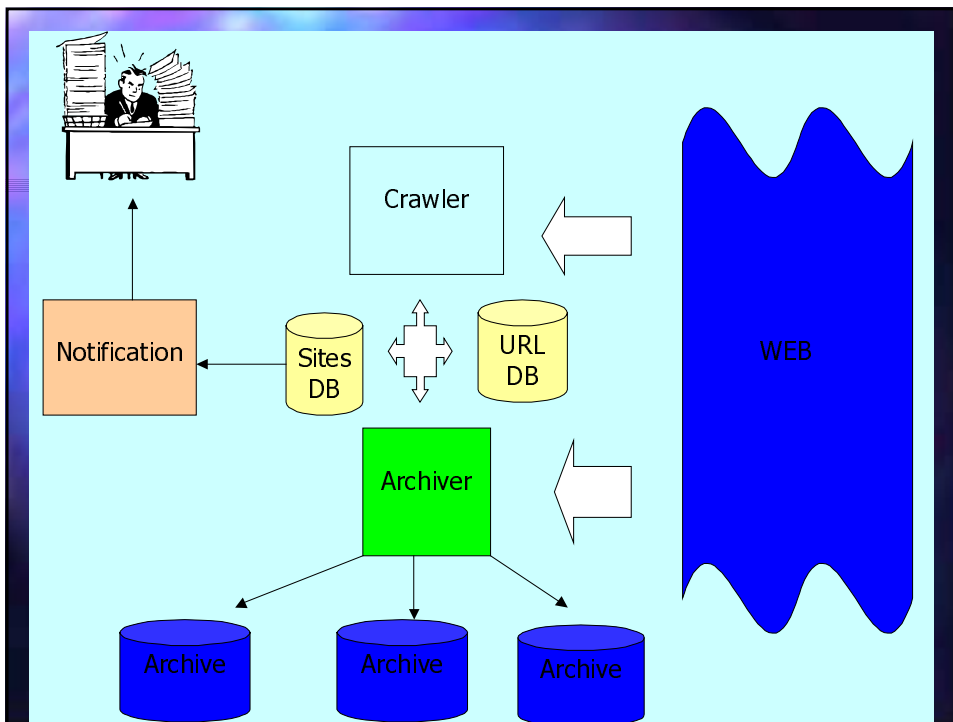 Crawler
Notification
Sites
DB
URL
DB
WEB
Archiver
Archive
Archive
Archive